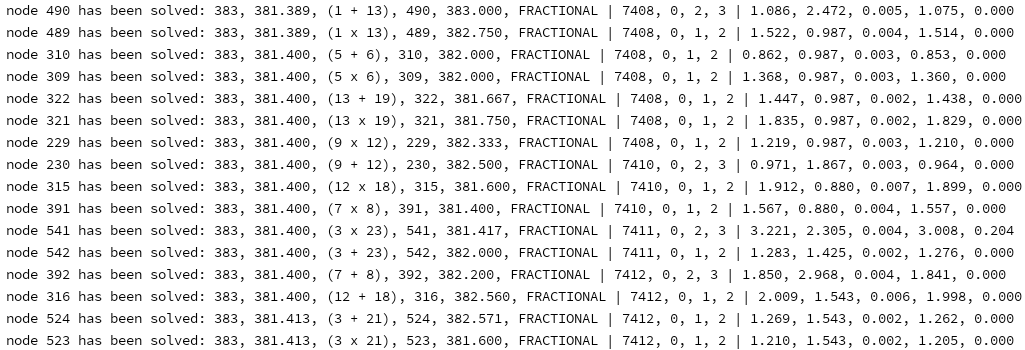 node 490 has been solved: 383, 381.389, (1 + 13), 490, 383.000, FRACTIONAL | 7408, 0, 2, 3 | 1.086, 2.472, 0.005, 1.075, 0.000
node 489 has been solved: 383, 381.389, (1 x 13), 489, 382.750, FRACTIONAL | 7408, 0, 1, 2 | 1.522, 0.987, 0.004, 1.514, 0.000
node 310 has been solved: 383, 381.400, (5 + 6), 310, 382.000, FRACTIONAL | 7408, 0, 1, 2 | 0.862, 0.987, 0.003, 0.853, 0.000
node 309 has been solved: 383, 381.400, (5 x 6), 309, 382.000, FRACTIONAL | 7408, 0, 1, 2 | 1.368, 0.987, 0.003, 1.360, 0.000
node 322 has been solved: 383, 381.400, (13 + 19), 322, 381.667, FRACTIONAL | 7408, 0, 1, 2 | 1.447, 0.987, 0.002, 1.438, 0.000
node 321 has been solved: 383, 381.400, (13 x 19), 321, 381.750, FRACTIONAL | 7408, 0, 1, 2 | 1.835, 0.987, 0.002, 1.829, 0.000
node 229 has been solved: 383, 381.400, (9 x 12), 229, 382.333, FRACTIONAL | 7408, 0, 1, 2 | 1.219, 0.987, 0.003, 1.210, 0.000
node 230 has been solved: 383, 381.400, (9 + 12), 230, 382.500, FRACTIONAL | 7410, 0, 2, 3 | 0.971, 1.867, 0.003, 0.964, 0.000
node 315 has been solved: 383, 381.400, (12 x 18), 315, 381.600, FRACTIONAL | 7410, 0, 1, 2 | 1.912, 0.880, 0.007, 1.899, 0.000
node 391 has been solved: 383, 381.400, (7 x 8), 391, 381.400, FRACTIONAL | 7410, 0, 1, 2 | 1.567, 0.880, 0.004, 1.557, 0.000
node 541 has been solved: 383, 381.400, (3 x 23), 541, 381.417, FRACTIONAL | 7411, 0, 2, 3 | 3.221, 2.305, 0.004, 3.008, 0.204
node 542 has been solved: 383, 381.400, (3 + 23), 542, 382.000, FRACTIONAL | 7411, 0, 1, 2 | 1.283, 1.425, 0.002, 1.276, 0.000
node 392 has been solved: 383, 381.400, (7 + 8), 392, 382.200, FRACTIONAL | 7412, 0, 2, 3 | 1.850, 2.968, 0.004, 1.841, 0.000
node 316 has been solved: 383, 381.400, (12 + 18), 316, 382.560, FRACTIONAL | 7412, 0, 1, 2 | 2.009, 1.543, 0.006, 1.998, 0.000
node 524 has been solved: 383, 381.413, (3 + 21), 524, 382.571, FRACTIONAL | 7412, 0, 1, 2 | 1.269, 1.543, 0.002, 1.262, 0.000
node 523 has been solved: 383, 381.413, (3 x 21), 523, 381.600, FRACTIONAL | 7412, 0, 1, 2 | 1.210, 1.543, 0.002, 1.205, 0.000